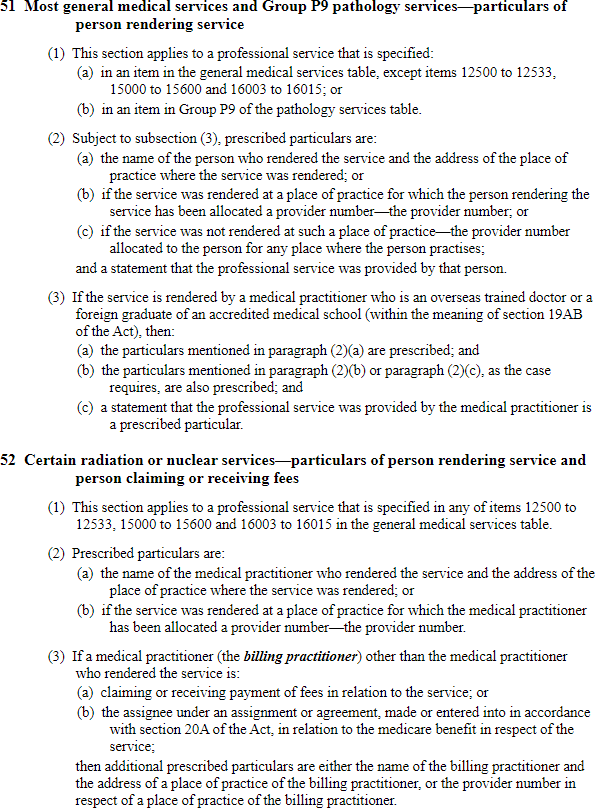 51 Most general medical services and Group P9 pathology services—particulars of
person rendering service
(1) This section applies to a professional service that is specified:
(a) in an item in the general medical services table, except items 12500 to 12533,
15000 to 15600 and 16003 to 16015; or
(b) in an item in Group P9 of the pathology services table.
(2) Subject to subsection (3), prescribed particulars are:
(a) the name of the person who rendered the service and the address of the place of
practice where the service was rendered; or
(b) if the service was rendered at a place of practice for which the person rendering the
service has been allocated a provider number—the provider number; or
(c) if the service was not rendered at such a place of practice—the provider number
allocated to the person for any place where the person practises;
and a statement that the professional service was provided by that person.
(3) If the service is rendered by a medical practitioner who is an overseas trained doctor or a
foreign graduate of an accredited medical school (within the meaning of section 19AB
of the Act), then:
(a) the particulars mentioned in paragraph (2)(a) are prescribed; and
(b) the particulars mentioned in paragraph (2)(b) or paragraph (2)(c), as the case
requires, are also prescribed; and
(c) a statement that the professional service was provided by the medical practitioner is
a prescribed particular.
52 Certain radiation or nuclear services—particulars of person rendering service and
person claiming or receiving fees
(1) This section applies to a professional service that is specified in any of items 12500 to
12533, 15000 to 15600 and 16003 to 16015 in the general medical services table.
(2) Prescribed particulars are:
(a) the name of the medical practitioner who rendered the service and the address of the
place of practice where the service was rendered; or
(b) if the service was rendered at a place of practice for which the medical practitioner
has been allocated a provider number—the provider number.
(3) If a medical practitioner (the billing practitioner) other than the medical practitioner
who rendered the service is:
(a) claiming or receiving payment of fees in relation to the service; or
(b) the assignee under an assignment or agreement, made or entered into in accordance
with section 20A of the Act, in relation to the medicare benefit in respect of the
service;
then additional prescribed particulars are either the name of the billing practitioner and
the address of a place of practice of the billing practitioner, or the provider number in
respect of a place of practice of the billing practitioner.